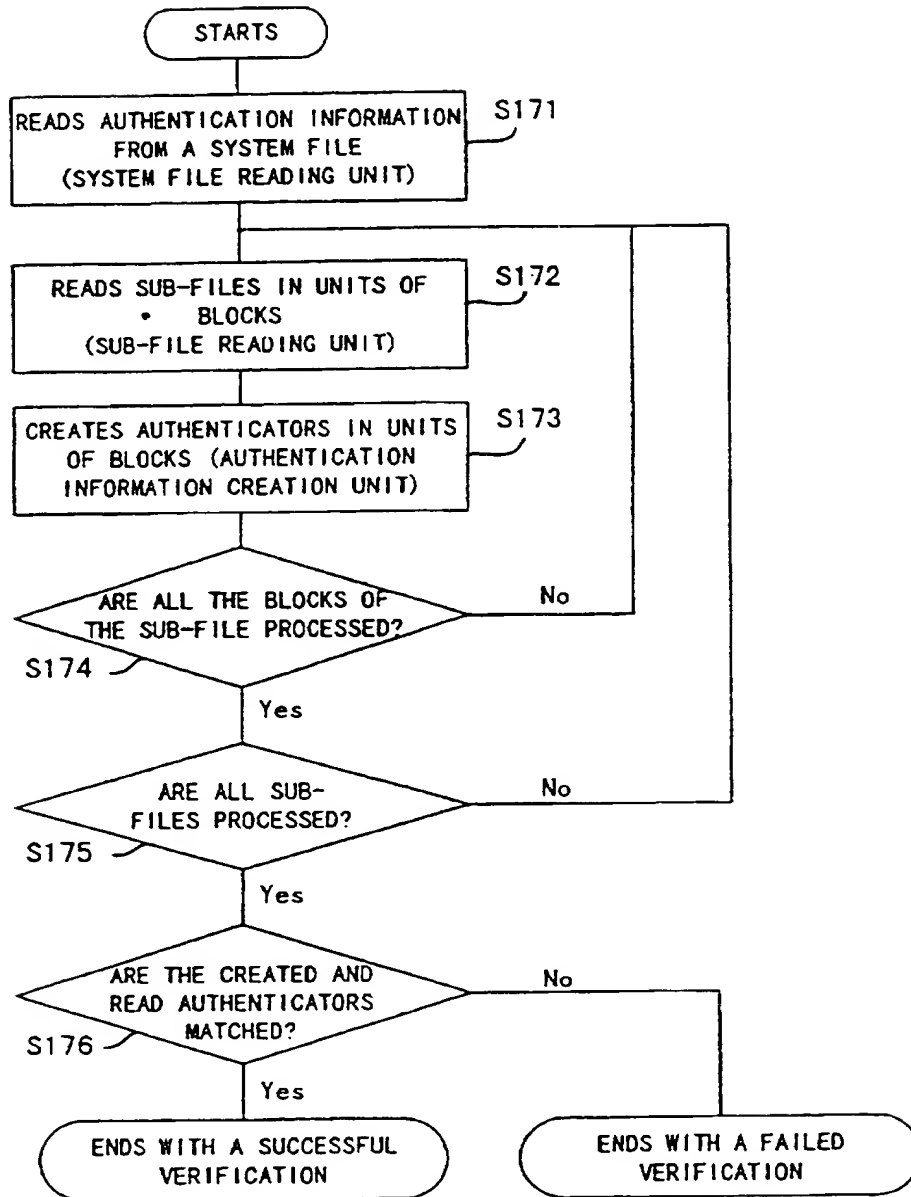 STARTS
READS AUTHENTICATION INFORMATION
FROM A SYSTEM FILE
(SYSTEM FILE READING UNIT)
S171
READS SUB-FILES IN UNITS OF
BLOCKS
(SUB-FILE READING UNIT)
S172
CREATES AUTHENTICATORS IN UNITS
OF BLOCKS (AUTHENTICATION
INFORMATION CREATION UNIT)
S173
ARE ALL THE BLOCKS OF
THE SUB-FILE PROCESSED?
No
S174
Yes
ARE ALL SUB-
FILES PROCESSED?
No
S175
Yes
ARE THE CREATED AND
READ AUTHENTICATORS
MATCHED?
No
S176
Yes
ENDS WITH A SUCCESSFUL
VERIFICATION
ENDS WITH A FAILED
VERIFICATION